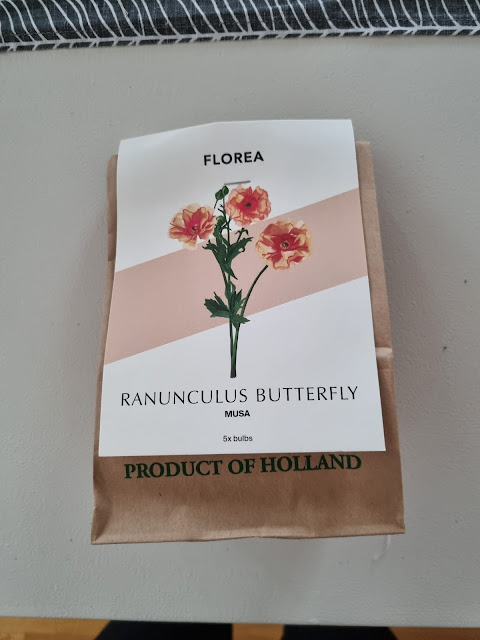 FLOREA
RANUNCULUS BUTTERFLY
MUSA
5x bulbs
PRODUCT OF HOLLAND